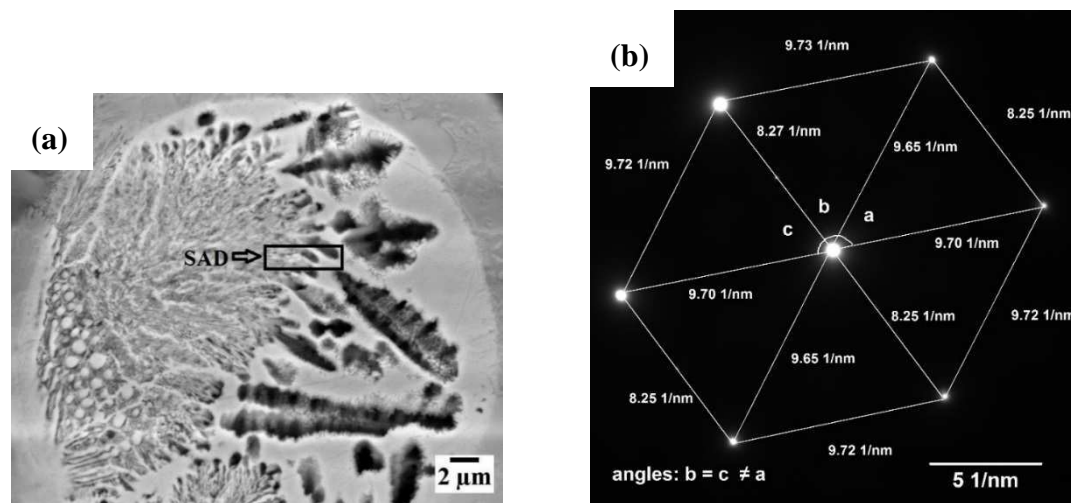 (a)
SAD
2 µm
(b)
9.73 1/nm
8.27 1/nm
9.65 1/nm
8.25 1/nm
9.72 1/nm
b
a
c
9.70 1/nm
9.70 1/nm
8.25 1/nm
9.72 1/nm
9.65 1/nm
8.25 1/nm
9.72 1/nm
angles: b = c ≠ a
5 1/nm